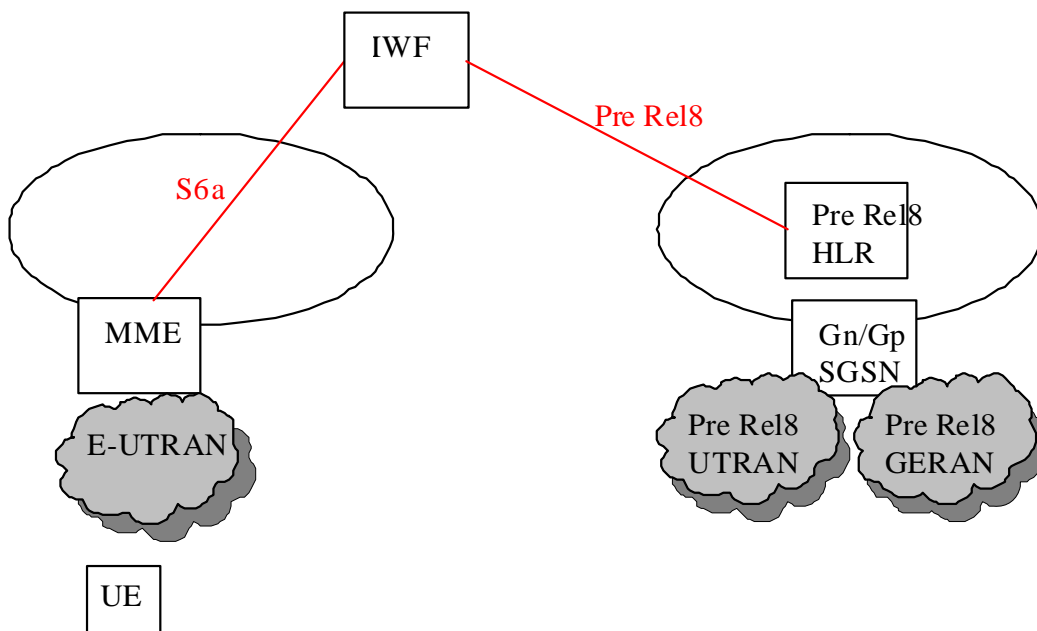 IWF
Pre Rel8
S6a
Pre Rel8
HLR
MME
Gn/Gp
SGSN
E-UTRAN
Pre Rel8
UTRAN
Pre Rel8
GERAN
UE